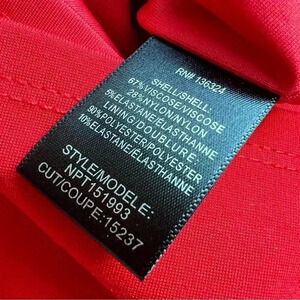 RN# 136324
SHELL/SHELL:
67%VISCOSE/VISCOSE
28%NYLON/NYLON
5%ELASTANE/ELASTHANNE
LINING/DOUBLURE:
90%POLYESTER/POLYESTER
10%ELASTANE/ELASTHANNE
STYLE/MODELE:
NPT151993
CUT/COUPE:15237